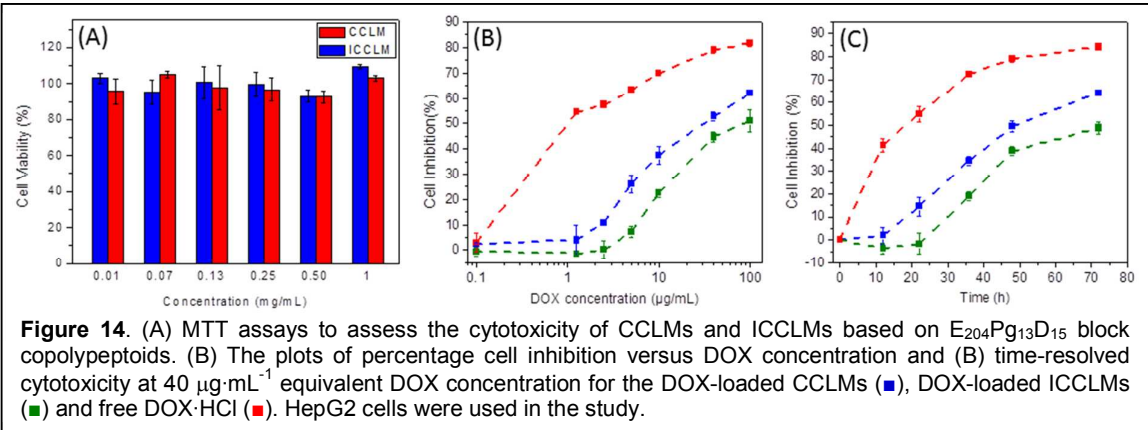 (A)
CCLM
ICCLM
120
100
80
60
40
20
0
Cell Viability (%)
0.01 0.07 0.13 0.25 0.50 1
Concentration (mg/mL)
(B)
90
80
70
60
50
40
30
20
10
0
Cell Inhibition(%)
0.1 1 10 100
DOX concentration (µg/mL)
(C)
90
80
70
60
50
40
30
20
10
0
-10
Cell Inhibition (%)
0 10 20 30 40 50 60 70 80
Time (h)
Figure 14. (A) MTT assays to assess the cytotoxicity of CCLMs and ICCLMs based on E₂₀₄Pg₁₃D₁₅ block
copolypeptoids. (B) The plots of percentage cell inhibition versus DOX concentration and (B) time-resolved
cytotoxicity at 40 µg·mL⁻¹ equivalent DOX concentration for the DOX-loaded CCLMs (■), DOX-loaded ICCLMs
(■) and free DOX·HCl (■). HepG2 cells were used in the study.